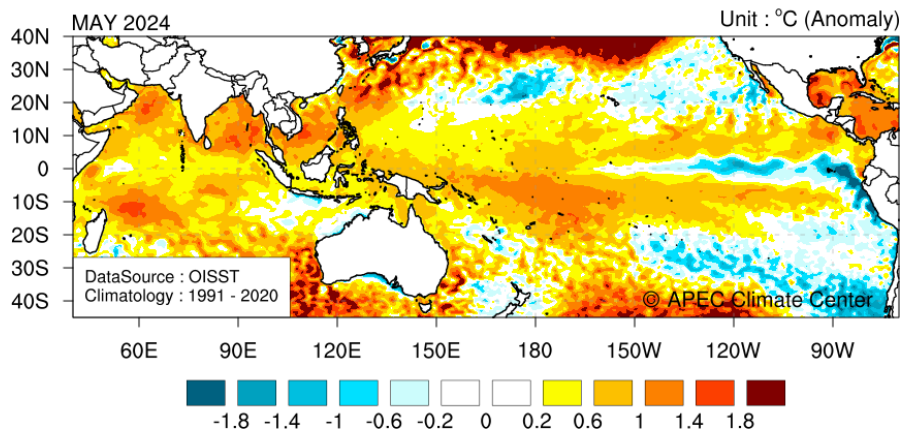 MAY 2024
Unit : °C (Anomaly)
40N
30N
20N
10N
0
10S
20S
30S
40S
DataSource : OISST
Climatology : 1991 - 2020
© APEC Climate Center
60E 90E 120E 150E 180 150W 120W 90W
-1.8 -1.4 -1 -0.6 -0.2 0 0.2 0.6 1 1.4 1.8